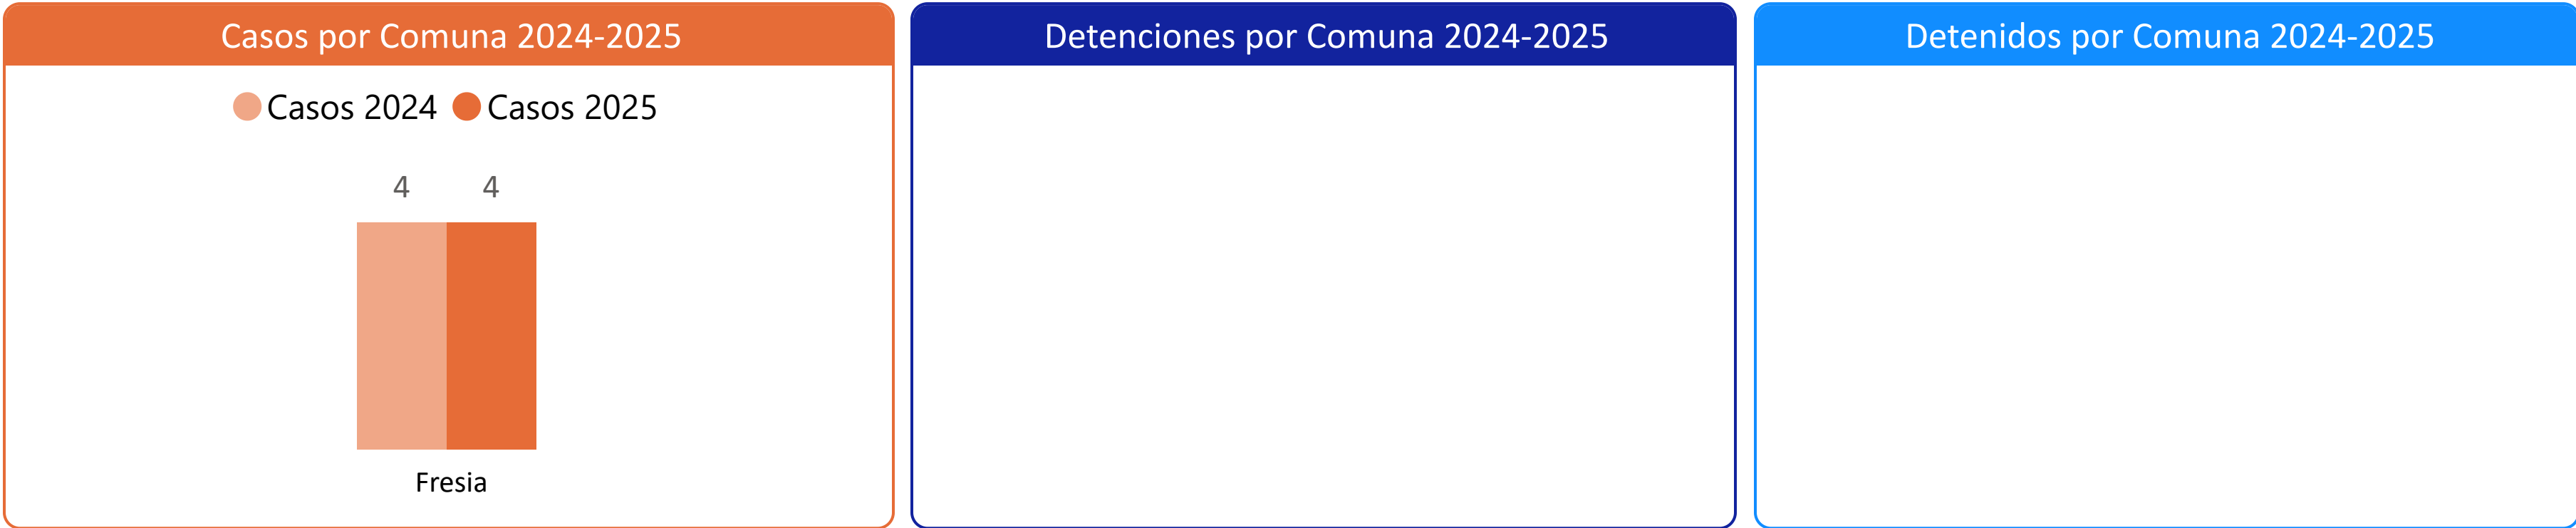 Casos por Comuna 2024-2025
Casos 2024 Casos 2025
4 4
Fresia
Detenciones por Comuna 2024-2025
Detenidos por Comuna 2024-2025